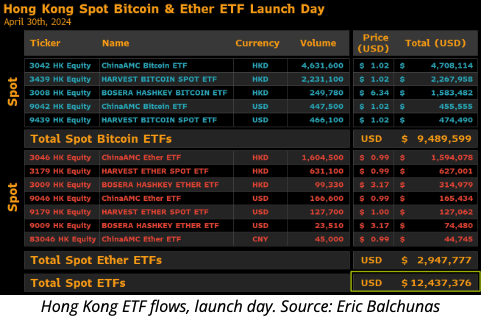 Hong Kong Spot Bitcoin & Ether ETF Launch Day
April 30th, 2024
Ticker Name Currency Volume Price (USD) Total (USD)
Spot
3042 HK Equity ChinaAMC Bitcoin ETF HKD 4,631,600 $ 1.02 $ 4,708,114
3439 HK Equity HARVEST BITCOIN SPOT ETF HKD 2,231,100 $ 1.02 $ 2,267,958
3008 HK Equity BOSERA HASHKEY BITCOIN ETF HKD 249,780 $ 6.34 $ 1,583,482
9042 HK Equity ChinaAMC Bitcoin ETF USD 447,500 $ 1.02 $ 455,555
9439 HK Equity HARVEST BITCOIN SPOT ETF USD 466,100 $ 1.02 $ 474,490
Total Spot Bitcoin ETFs USD $ 9,489,599
Spot
3046 HK Equity ChinaAMC Ether ETF HKD 1,604,500 $ 0.99 $ 1,594,078
3179 HK Equity HARVEST ETHER SPOT ETF HKD 631,100 $ 0.99 $ 627,001
3009 HK Equity BOSERA HASHKEY ETHER ETF HKD 99,330 $ 3.17 $ 314,979
9046 HK Equity ChinaAMC Ether ETF USD 166,600 $ 0.99 $ 165,434
9179 HK Equity HARVEST ETHER SPOT ETF USD 127,700 $ 1.00 $ 127,062
9009 HK Equity BOSERA HASHKEY ETHER ETF USD 23,510 $ 3.17 $ 74,480
83046 HK Equity ChinaAMC Ether ETF CNY 45,000 $ 0.99 $ 44,745
Total Spot Ether ETFs USD $ 2,947,777
Total Spot ETFs USD $ 12,437,376
Hong Kong ETF flows, launch day. Source: Eric Balchunas